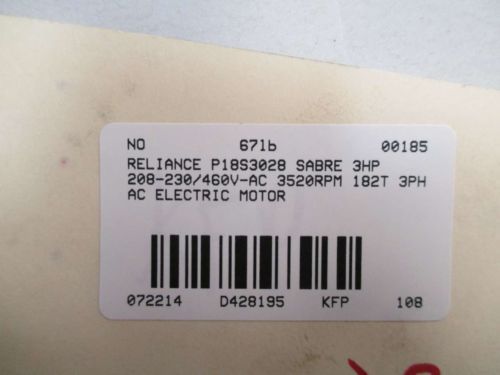 NO 67lb 00185
RELIANCE P18S3028 SABRE 3HP
208-230/460V-AC 3520RPM 182T 3PH
AC ELECTRIC MOTOR
072214 D428195 KFP 108